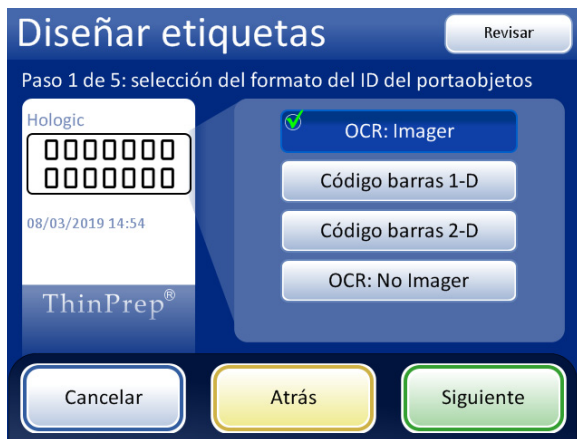 Diseñar etiquetas
Revisar
Paso 1 de 5: selección del formato del ID del portaobjetos
Hologic
0000000
0000000
08/03/2019 14:54
ThinPrep®
OCR: Imager
Código barras 1-D
Código barras 2-D
OCR: No Imager
Cancelar
Atrás
Siguiente